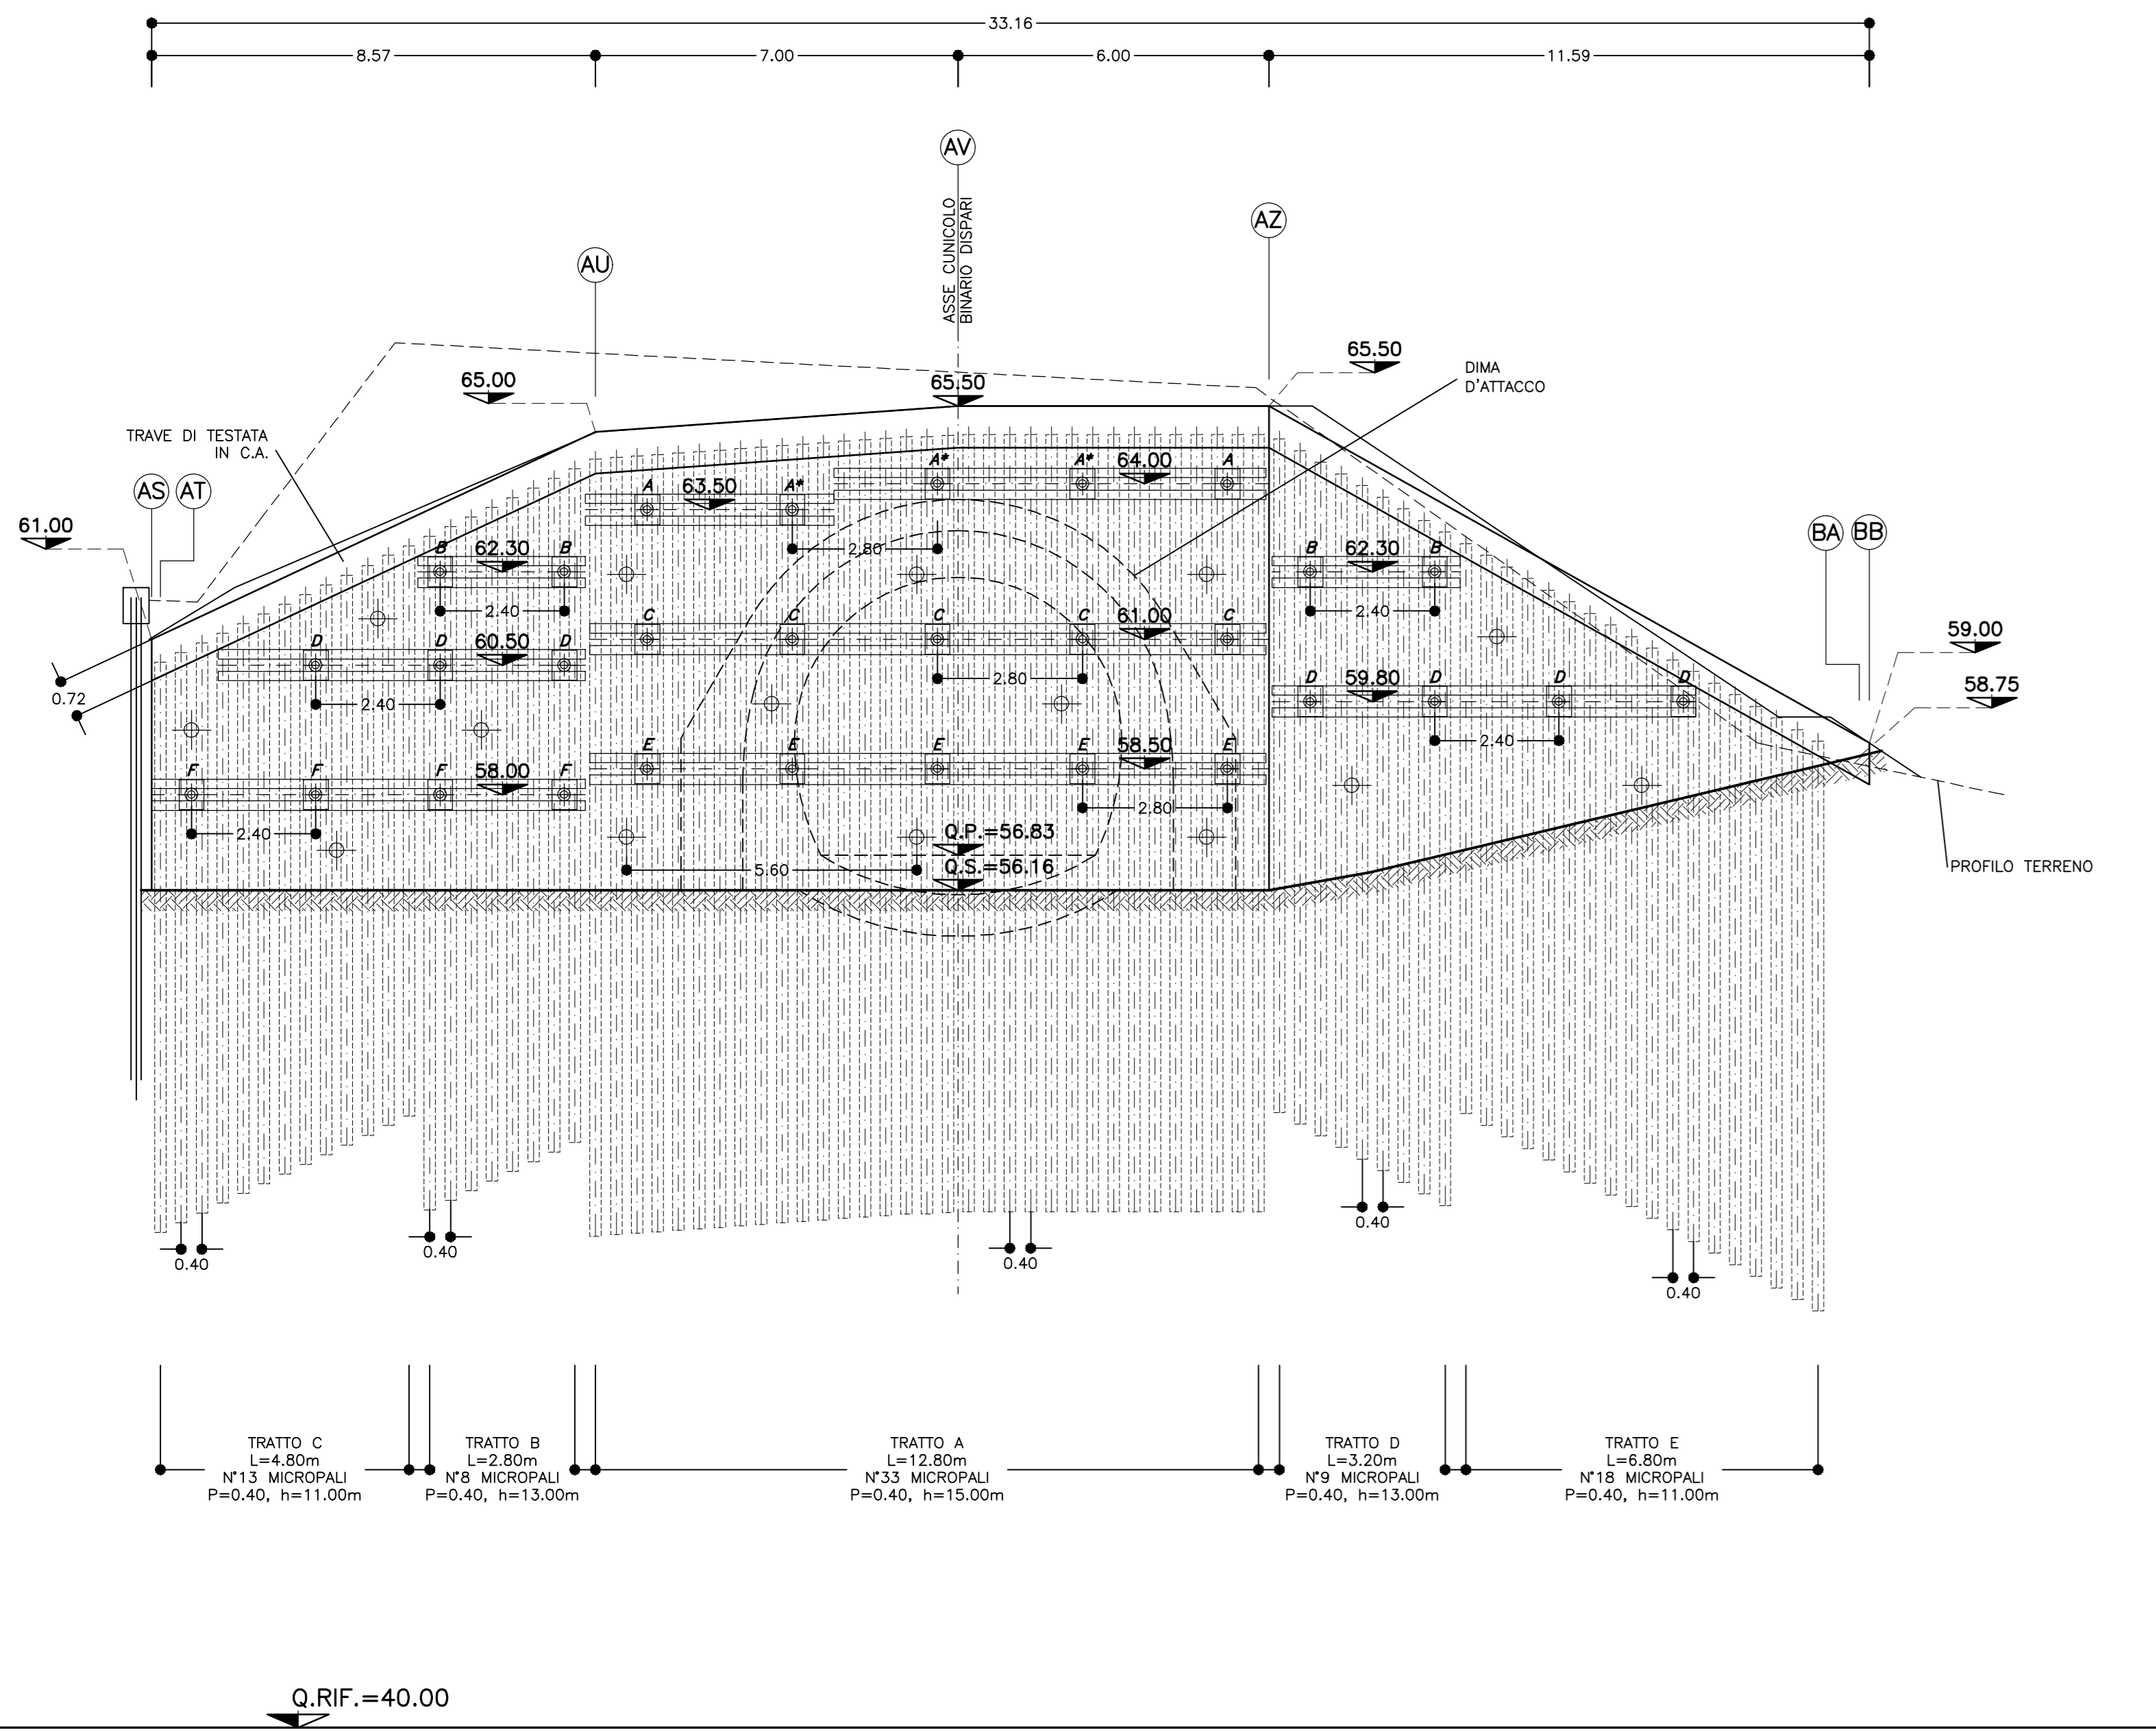 33.16
8.57
7.00
6.00
11.59
AV
ASSE CUNICOLO
BINARIO DISPARI
AZ
AU
65.50
65.00
65.50
DIMA
D'ATTACCO
TRAVE DI TESTATA
IN C.A.
AS
AT
61.00
A*
A*
64.00
A
A
63.50
A*
BA
BB
B
62.30
B
2.80
B
62.30
B
2.40
2.40
C
C
C
C
61.00
C
59.00
D
D
60.50
D
2.80
D
59.80
D
D
D
58.75
0.72
2.40
2.40
E
E
E
E
58.50
E
F
F
F
58.00
F
2.80
2.40
Q.P.=56.83
5.60
Q.S.=56.16
PROFILO TERRENO
0.40
0.40
0.40
0.40
0.40
TRATTO C
L=4.80m
N°13 MICROPALI
P=0.40, h=11.00m
TRATTO B
L=2.80m
N°8 MICROPALI
P=0.40, h=13.00m
TRATTO A
L=12.80m
N°33 MICROPALI
P=0.40, h=15.00m
TRATTO D
L=3.20m
N°9 MICROPALI
P=0.40, h=13.00m
TRATTO E
L=6.80m
N°18 MICROPALI
P=0.40, h=11.00m
Q.RIF.=40.00